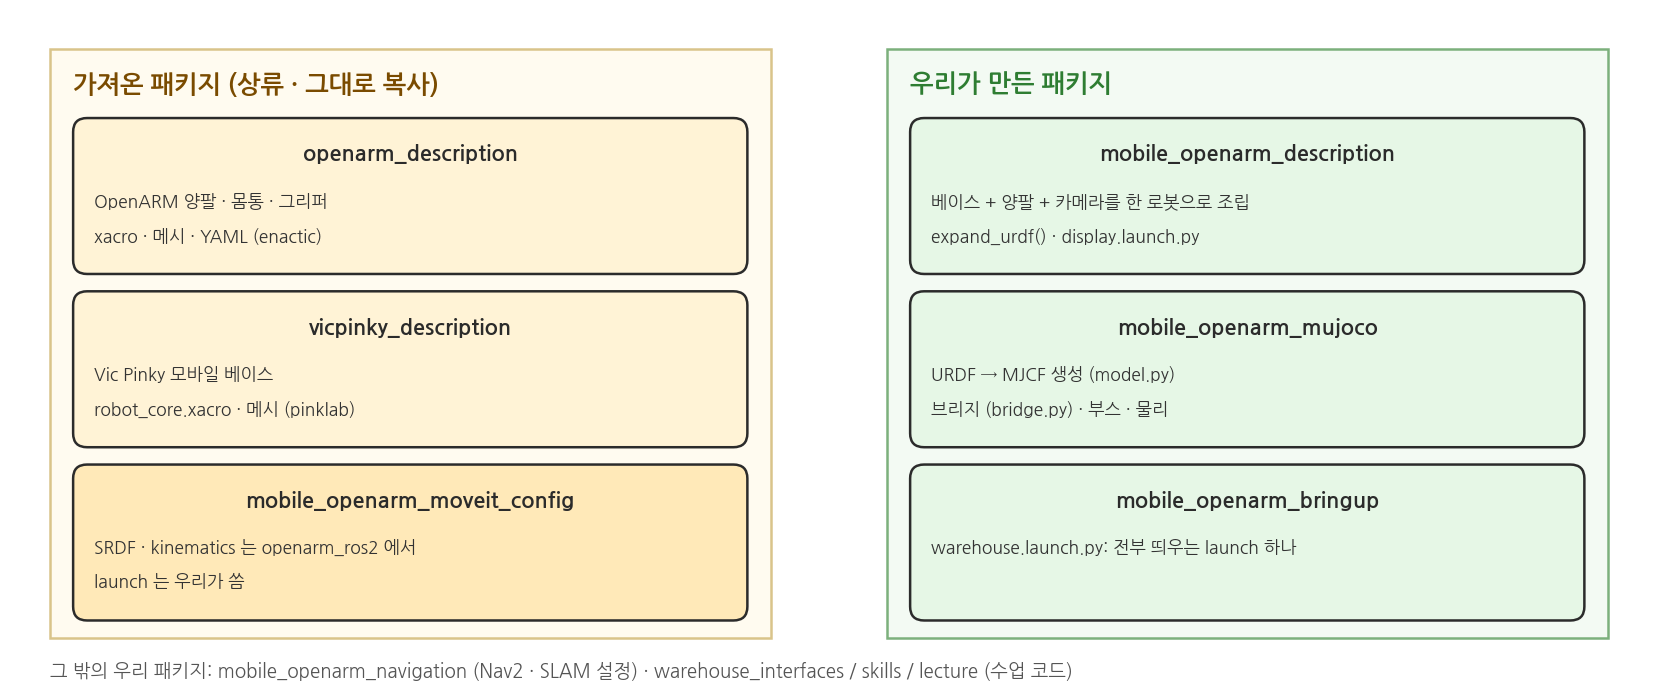 가져온 패키지 (상류 · 그대로 복사)
openarm_description
OpenARM 양팔 · 몸통 · 그리퍼
xacro · 메시 · YAML (enactic)
vicpinky_description
Vic Pinky 모바일 베이스
robot_core.xacro · 메시 (pinklab)
mobile_openarm_moveit_config
SRDF · kinematics 는 openarm_ros2 에서
launch 는 우리가 씀
우리가 만든 패키지
mobile_openarm_description
베이스 + 양팔 + 카메라를 한 로봇으로 조립
expand_urdf() · display.launch.py
mobile_openarm_mujoco
URDF → MJCF 생성 (model.py)
브리지 (bridge.py) · 부스 · 물리
mobile_openarm_bringup
warehouse.launch.py: 전부 띄우는 launch 하나
그 밖의 우리 패키지: mobile_openarm_navigation (Nav2 · SLAM 설정) · warehouse_interfaces / skills / lecture (수업 코드)